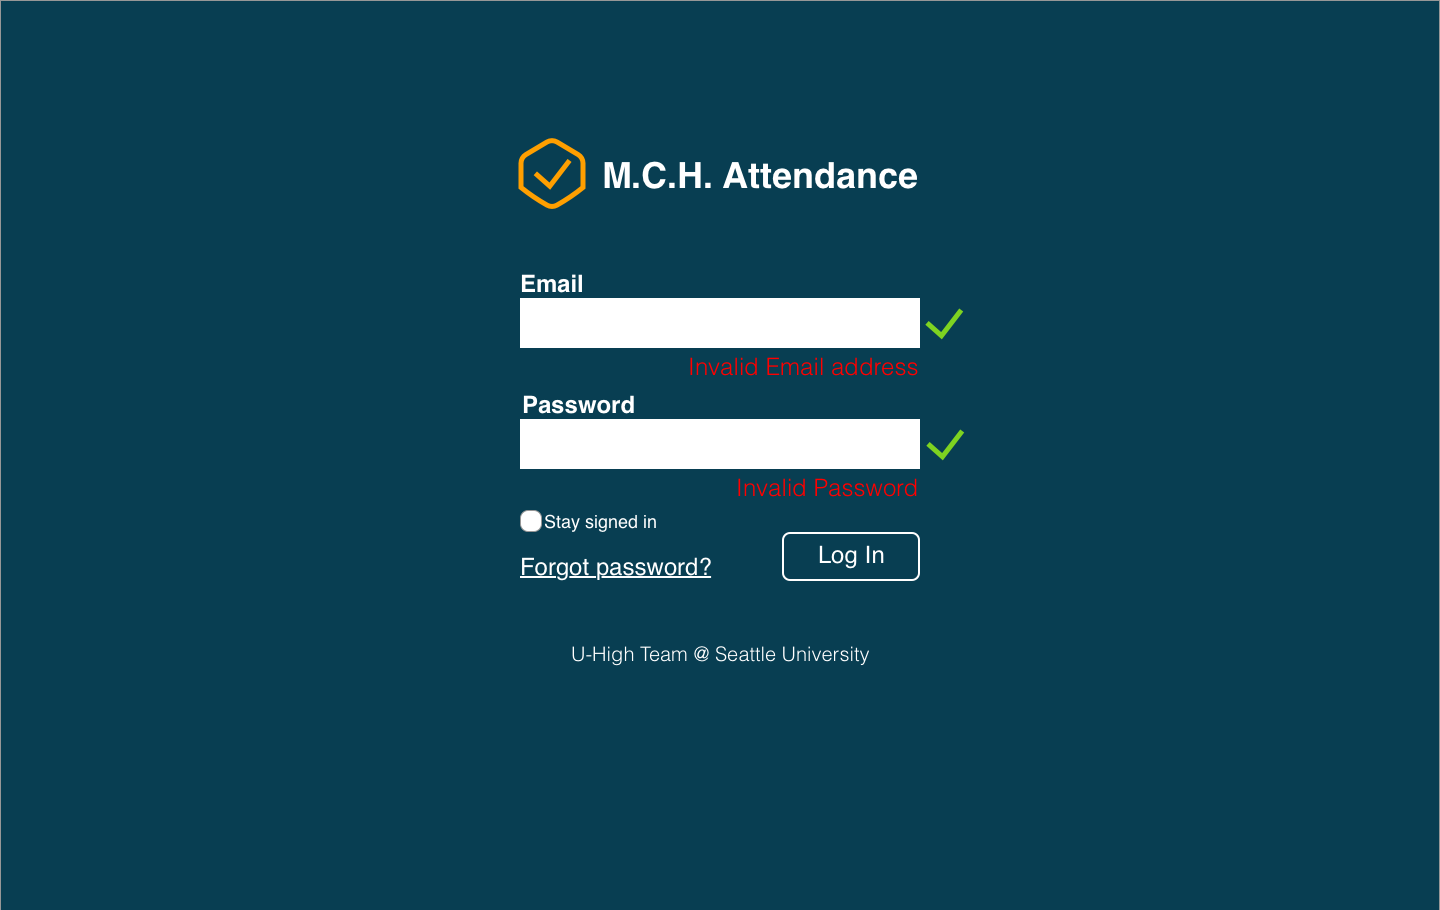 M.C.H. Attendance
Email
Invalid Email address
Password
Invalid Password
Stay signed in
Forgot password?
Log In
U-High Team @ Seattle University